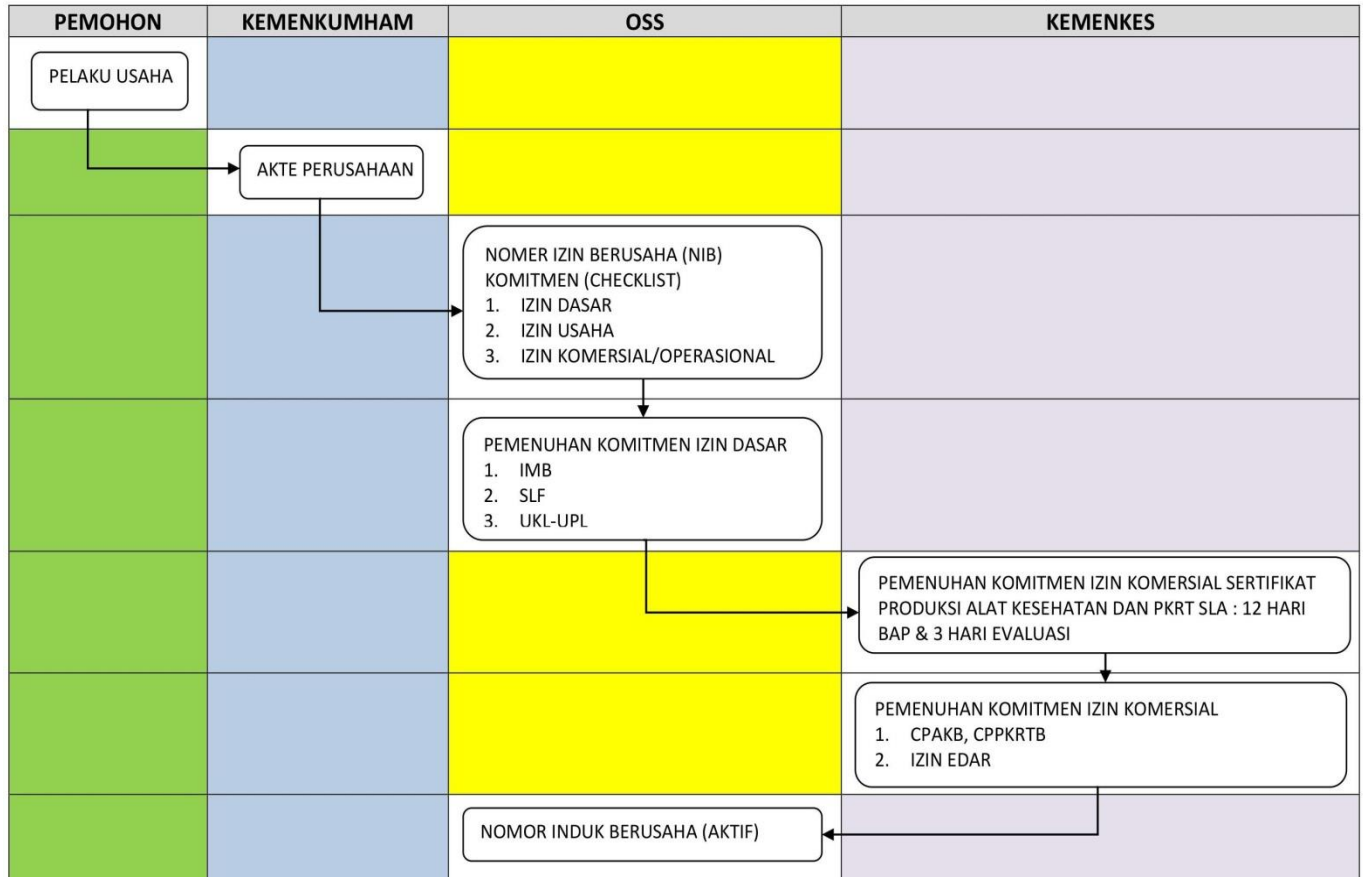 PEMOHON
KEMENKUMHAM
OSS
KEMENKES
PELAKU USAHA
AKTE PERUSAHAAN
NOMER IZIN BERUSAHA (NIB)
KOMITMEN (CHECKLIST)
1. IZIN DASAR
2. IZIN USAHA
3. IZIN KOMERSIAL/OPERASIONAL
PEMENUHAN KOMITMEN IZIN DASAR
1. IMB
2. SLF
3. UKL-UPL
PEMENUHAN KOMITMEN IZIN KOMERSIAL SERTIFIKAT
PRODUKSI ALAT KESEHATAN DAN PKRT SLA : 12 HARI
BAP & 3 HARI EVALUASI
PEMENUHAN KOMITMEN IZIN KOMERSIAL
1. CPAKB, CPPKRTB
2. IZIN EDAR
NOMOR INDUK BERUSAHA (AKTIF)